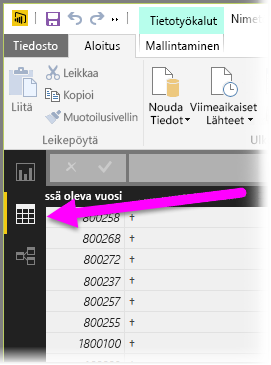 Tietotyökalut
Nimet
Tiedosto
Aloitus
Mallintaminen
Leikkaa
Kopioi
Liitä
Muotoilusivellin
Leikepöytä
Nouda
Tiedot
Viimeaikaiset
Lähteet
Ul
ssä oleva vuosi
800258 +
800268 +
800272 +
800237 +
800257 +
800255 +
1800100 +